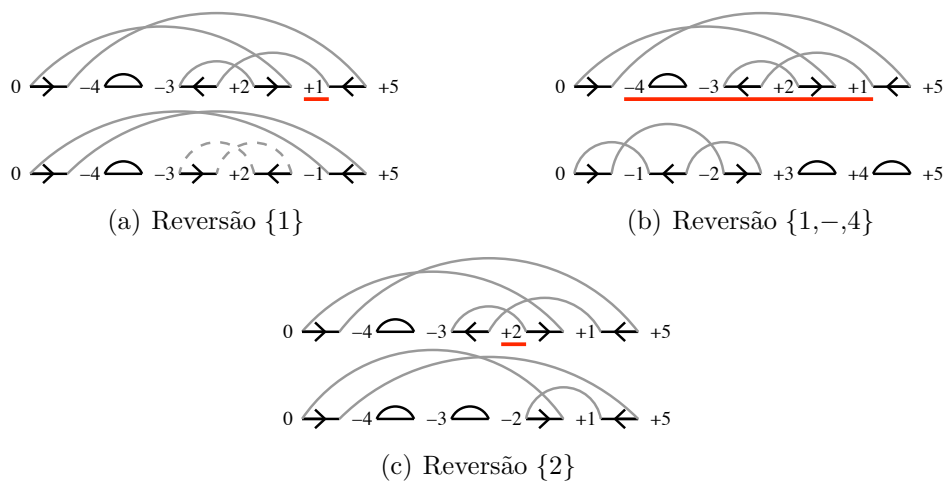 0 −4 −3 +2 +1 +5
0 −4 −3 +2 −1 +5
(a) Reversão {1}
0 −4 −3 +2 +1 +5
0 −1 −2 +3 +4 +5
(b) Reversão {1,−,4}
0 −4 −3 +2 +1 +5
0 −4 −3 −2 +1 +5
(c) Reversão {2}